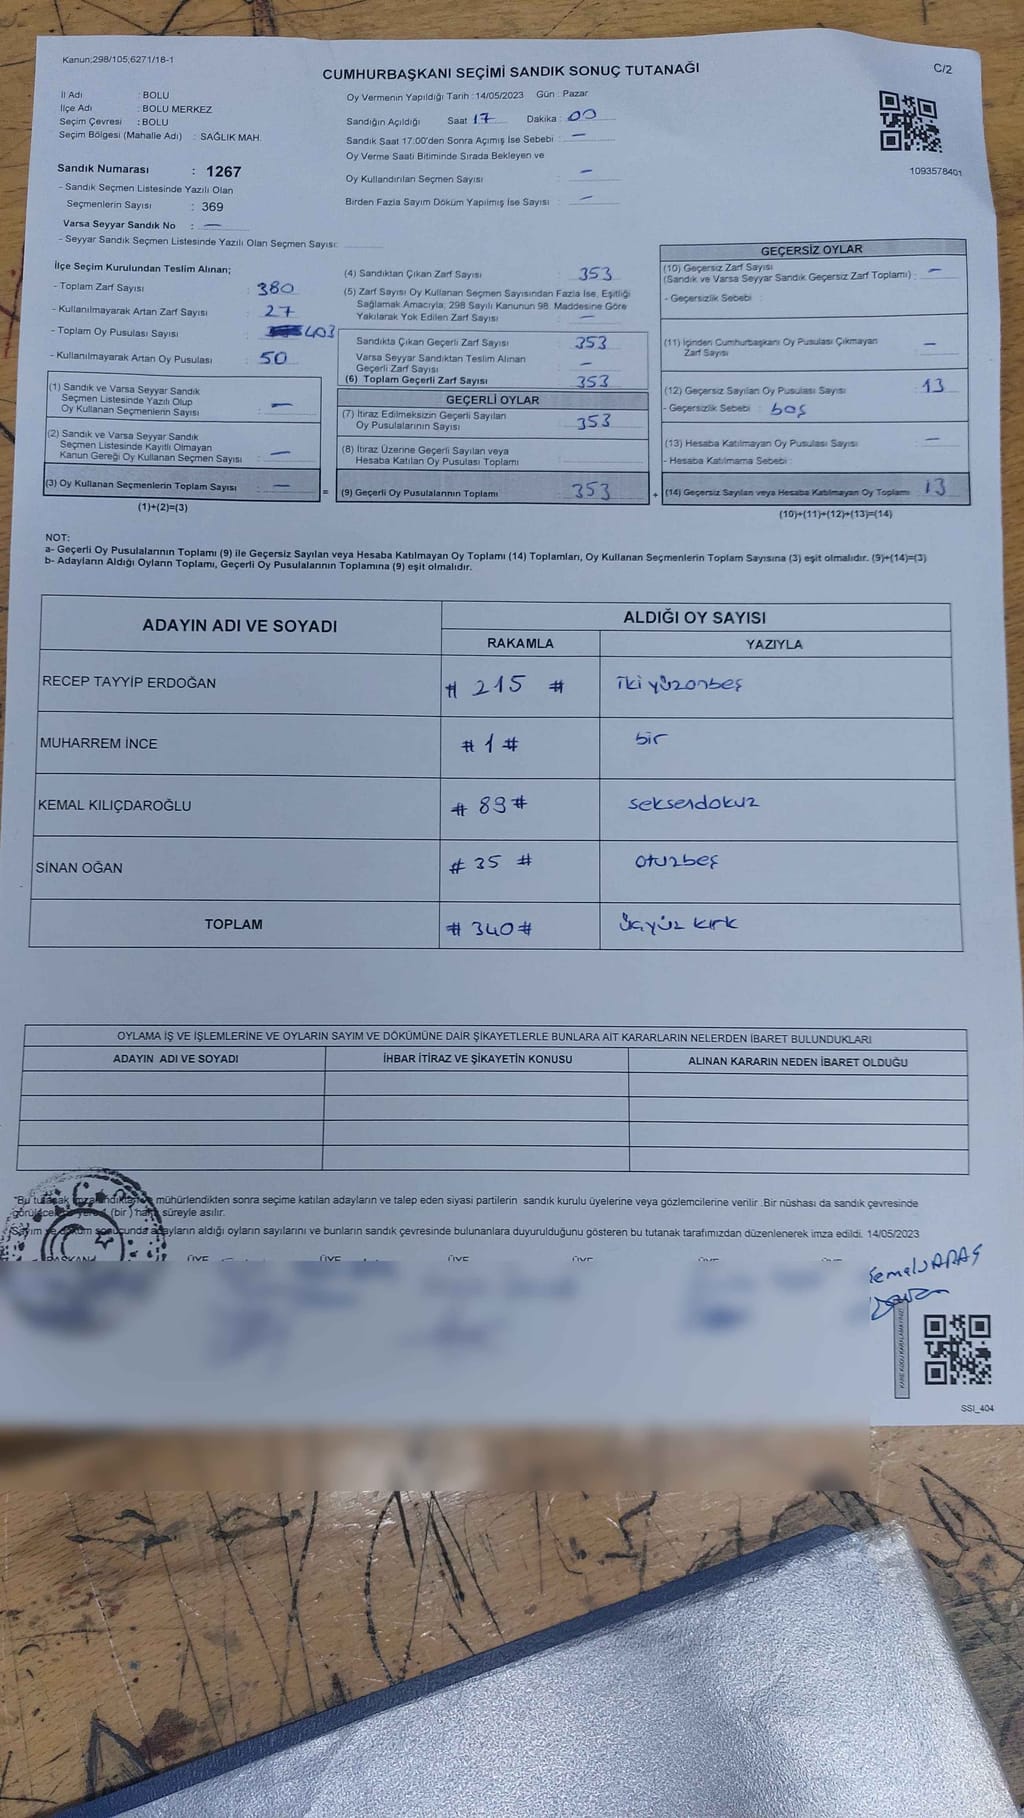 Kanun;298/105;6271/18-1
CUMHURBAŞKANI SEÇİMİ SANDIK SONUÇ TUTANAĞI
C/2
İl Adı : BOLU
İlçe Adı : BOLU MERKEZ
Seçim Çevresi : BOLU
Seçim Bölgesi (Mahalle Adı) : SAĞLIK MAH.
Oy Vermenin Yapıldığı Tarih : 14/05/2023 Gün : Pazar
Sandığın Açıldığı Saat 17 Dakika : 00
Sandık Saat 17:00'den Sonra Açımış İse Sebebi : —
Oy Verme Saati Bitiminde Sırada Bekleyen ve
Oy Kullandırılan Seçmen Sayısı : —
Birden Fazla Sayım Döküm Yapılmış İse Sayısı : —
1093578401
Sandık Numarası : 1267
- Sandık Seçmen Listesinde Yazılı Olan
Seçmenlerin Sayısı : 369
Varsa Seyyar Sandık No : —
- Seyyar Sandık Seçmen Listesinde Yazılı Olan Seçmen Sayısı:
İlçe Seçim Kurulundan Teslim Alınan;
- Toplam Zarf Sayısı : 380
- Kullanılmayarak Artan Zarf Sayısı : 27
- Toplam Oy Pusulası Sayısı : 403
- Kullanılmayarak Artan Oy Pusulası : 50
(1) Sandık ve Varsa Seyyar Sandık
Seçmen Listesinde Yazılı Olup
Oy Kullanan Seçmenlerin Sayısı : —
(2) Sandık ve Varsa Seyyar Sandık
Seçmen Listesinde Kayıtlı Olmayan
Kanun Gereği Oy Kullanan Seçmen Sayısı : —
(3) Oy Kullanan Seçmenlerin Toplam Sayısı : —
(1)+(2)=(3)
(4) Sandıktan Çıkan Zarf Sayısı : 353
(5) Zarf Sayısı Oy Kullanan Seçmen Sayısından Fazla İse, Eşitliği
Sağlamak Amacıyla; 298 Sayılı Kanunun 98. Maddesine Göre
Yakılarak Yok Edilen Zarf Sayısı : —
Sandıkta Çıkan Geçerli Zarf Sayısı : 353
Varsa Seyyar Sandıktan Teslim Alınan
Geçerli Zarf Sayısı : —
(6) Toplam Geçerli Zarf Sayısı : 353
GEÇERLİ OYLAR
(7) İtiraz Edilmeksizin Geçerli Sayılan
Oy Pusulalarının Sayısı : 353
(8) İtiraz Üzerine Geçerli Sayılan veya
Hesaba Katılan Oy Pusulası Toplamı :
= (9) Geçerli Oy Pusulalarının Toplamı : 353
GEÇERSİZ OYLAR
(10) Geçersiz Zarf Sayısı
(Sandık ve Varsa Seyyar Sandık Geçersiz Zarf Toplamı) : —
- Geçersizlik Sebebi :
(11) İçinden Cumhurbaşkanı Oy Pusulası Çıkmayan
Zarf Sayısı : —
(12) Geçersiz Sayılan Oy Pusulası Sayısı : 13
- Geçersizlik Sebebi : boş
(13) Hesaba Katılmayan Oy Pusulası Sayısı : —
- Hesaba Katılmama Sebebi :
+ (14) Geçersiz Sayılan veya Hesaba Katılmayan Oy Toplamı : 13
(10)+(11)+(12)+(13)=(14)
NOT:
a- Geçerli Oy Pusulalarının Toplamı (9) ile Geçersiz Sayılan veya Hesaba Katılmayan Oy Toplamı (14) Toplamları, Oy Kullanan Seçmenlerin Toplam Sayısına (3) eşit olmalıdır. (9)+(14)=(3)
b- Adayların Aldığı Oyların Toplamı, Geçerli Oy Pusulalarının Toplamına (9) eşit olmalıdır.
ADAYIN ADI VE SOYADI
ALDIĞI OY SAYISI
RAKAMLA YAZIYLA
RECEP TAYYİP ERDOĞAN # 215 # iki yüzonbeş
MUHARREM İNCE # 1 # bir
KEMAL KILIÇDAROĞLU # 89 # seksendokuz
SİNAN OĞAN # 35 # otuzbeş
TOPLAM # 340 # üçyüz kırk
OYLAMA İŞ VE İŞLEMLERİNE VE OYLARIN SAYIM VE DÖKÜMÜNE DAİR ŞİKAYETLERLE BUNLARA AİT KARARLARIN NELERDEN İBARET BULUNDUKLARI
ADAYIN ADI VE SOYADI İHBAR İTİRAZ VE ŞİKAYETİN KONUSU ALINAN KARARIN NEDEN İBARET OLDUĞU
"Bu tutanak imzalandıktan ve mühürlendikten sonra seçime katılan adayların ve talep eden siyasi partilerin sandık kurulu üyelerine veya gözlemcilerine verilir .Bir nüshası da sandık çevresinde
görülecek yere (bir) hafta süreyle asılır.
Sayım ve döküm sonucunda adayların aldığı oyların sayılarını ve bunların sandık çevresinde bulunanlara duyurulduğunu gösteren bu tutanak tarafımızdan düzenlenerek imza edildi. 14/05/2023
BAŞKAN ÜYE ÜYE ÜYE ÜYE ÜYE ÜYE
SSI_404